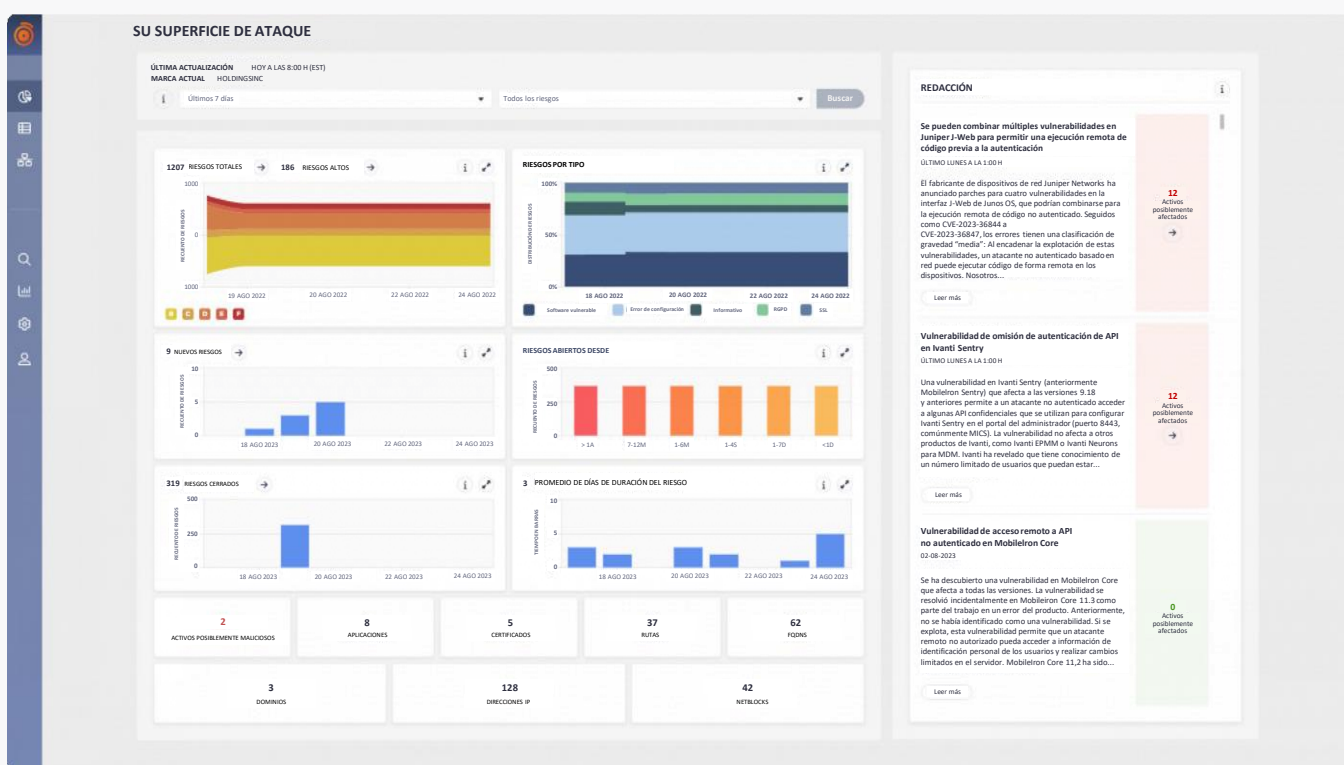 SU SUPERFICIE DE ATAQUE
ÚLTIMA ACTUALIZACIÓN HOY A LAS 8:00 H (EST)
MARCA ACTUAL HOLDINGSINC
Últimos 7 días
Todos los riesgos
Buscar
1207 RIESGOS TOTALES
186 RIESGOS ALTOS
1000
0
1000
RECUENTO DE RIESGOS
19 AGO 2022
20 AGO 2022
22 AGO 2022
24 AGO 2022
B C D E F
RIESGOS POR TIPO
100%
50%
0%
DISTRIBUCIÓN DE RIESGOS
18 AGO 2022
20 AGO 2022
22 AGO 2022
24 AGO 2022
Software vulnerable
Error de configuración
Informativo
RGPD
SSL
9 NUEVOS RIESGOS
10
5
0
RECUENTO DE RIESGOS
18 AGO 2023
20 AGO 2023
22 AGO 2023
24 AGO 2023
RIESGOS ABIERTOS DESDE
500
250
0
RECUENTO DE RIESGOS
> 1A
7-12M
1-6M
1-4S
1-7D
<1D
319 RIESGOS CERRADOS
500
250
0
REQUENTO DE RIESGOS
18 AGO 2023
20 AGO 2023
22 AGO 2023
24 AGO 2023
3 PROMEDIO DE DÍAS DE DURACIÓN DEL RIESGO
10
5
0
TIEMPO EN BARRAS
18 AGO 2023
20 AGO 2023
22 AGO 2023
24 AGO 2023
2
ACTIVOS POSIBLEMENTE MALICIOSOS
8
APLICACIONES
5
CERTIFICADOS
37
RUTAS
62
FQDNS
3
DOMINIOS
128
DIRECCIONES IP
42
NETBLOCKS
REDACCIÓN
Se pueden combinar múltiples vulnerabilidades en
Juniper J-Web para permitir una ejecución remota de
código previa a la autenticación
ÚLTIMO LUNES A LA 1:00 H
El fabricante de dispositivos de red Juniper Networks ha
anunciado parches para cuatro vulnerabilidades en la
interfaz J-Web de Junos OS, que podrían combinarse para
la ejecución remota de código no autenticado. Seguidos
como CVE-2023-36844 a
CVE-2023-36847, los errores tienen una clasificación de
gravedad "media": Al encadenar la explotación de estas
vulnerabilidades, un atacante no autenticado basado en
red puede ejecutar código de forma remota en los
dispositivos. Nosotros...
Leer más
12
Activos
posiblemente
afectados
Vulnerabilidad de omisión de autenticación de API
en Ivanti Sentry
ÚLTIMO LUNES A LA 1:00 H
Una vulnerabilidad en Ivanti Sentry (anteriormente
MobileIron Sentry) que afecta a las versiones 9.18
y anteriores permite a un atacante no autenticado acceder
a algunas API confidenciales que se utilizan para configurar
Ivanti Sentry en el portal del administrador (puerto 8443,
comúnmente MICS). La vulnerabilidad no afecta a otros
productos de Ivanti, como Ivanti EPMM o Ivanti Neurons
para MDM. Ivanti ha revelado que tiene conocimiento de
un número limitado de usuarios que puedan estar...
Leer más
12
Activos
posiblemente
afectados
Vulnerabilidad de acceso remoto a API
no autenticado en MobileIron Core
02-08-2023
Se ha descubierto una vulnerabilidad en MobileIron Core
que afecta a todas las versiones. La vulnerabilidad se
resolvió incidentalmente en Mobileiron Core 11.3 como
parte del trabajo en un error del producto. Anteriormente,
no se había identificado como una vulnerabilidad. Si se
explota, esta vulnerabilidad permite que un atacante
remoto no autorizado pueda acceder a información de
identificación personal de los usuarios y realizar cambios
limitados en el servidor. MobileIron Core 11,2 ha sido...
Leer más
0
Activos
posiblemente
afectados